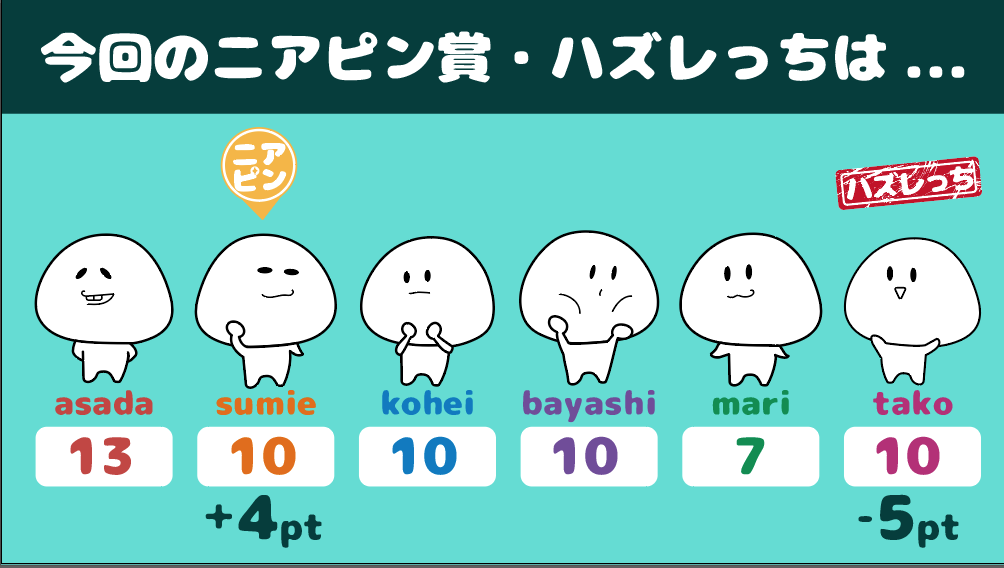 今回のニアピン賞・ハズレっちは...
ニア
ピン
ハズレっち
asada sumie kohei bayashi mari tako
13 10 10 10 7 10
+4pt -5pt